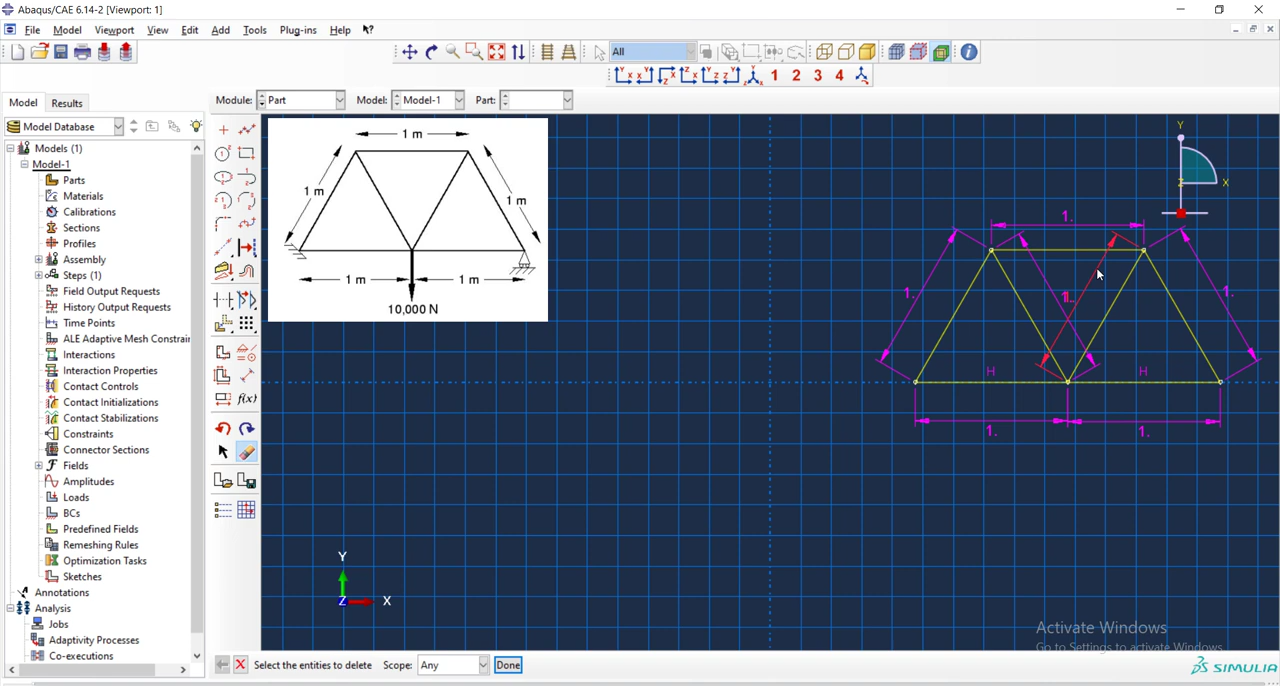 Abaqus/CAE 6.14-2 [Viewport: 1]
File Model Viewport View Edit Add Tools Plug-ins Help
All
1 2 3 4
Model Results
Module: Part Model: Model-1 Part:
Model Database
Models (1)
Model-1
Parts
Materials
Calibrations
Sections
Profiles
Assembly
Steps (1)
Field Output Requests
History Output Requests
Time Points
ALE Adaptive Mesh Constrai
Interactions
Interaction Properties
Contact Controls
Contact Initializations
Contact Stabilizations
Constraints
Connector Sections
Fields
Amplitudes
Loads
BCs
Predefined Fields
Remeshing Rules
Optimization Tasks
Sketches
Annotations
Analysis
Jobs
Adaptivity Processes
Co-executions
f(x)
1 m
1 m
1 m
1 m
1 m
10,000 N
Y
Z
X
1.
1.
1.
H
H
1.
1.
Y
Z
X
Activate Windows
Go to Settings to activate Windows.
Select the entities to delete Scope: Any Done
SIMULIA